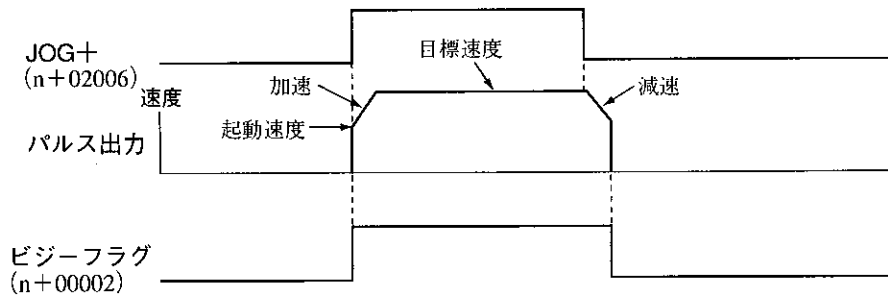 JOG+
(n+02006)
速度
目標速度
加速
減速
起動速度
パルス出力
ビジーフラグ
(n+00002)